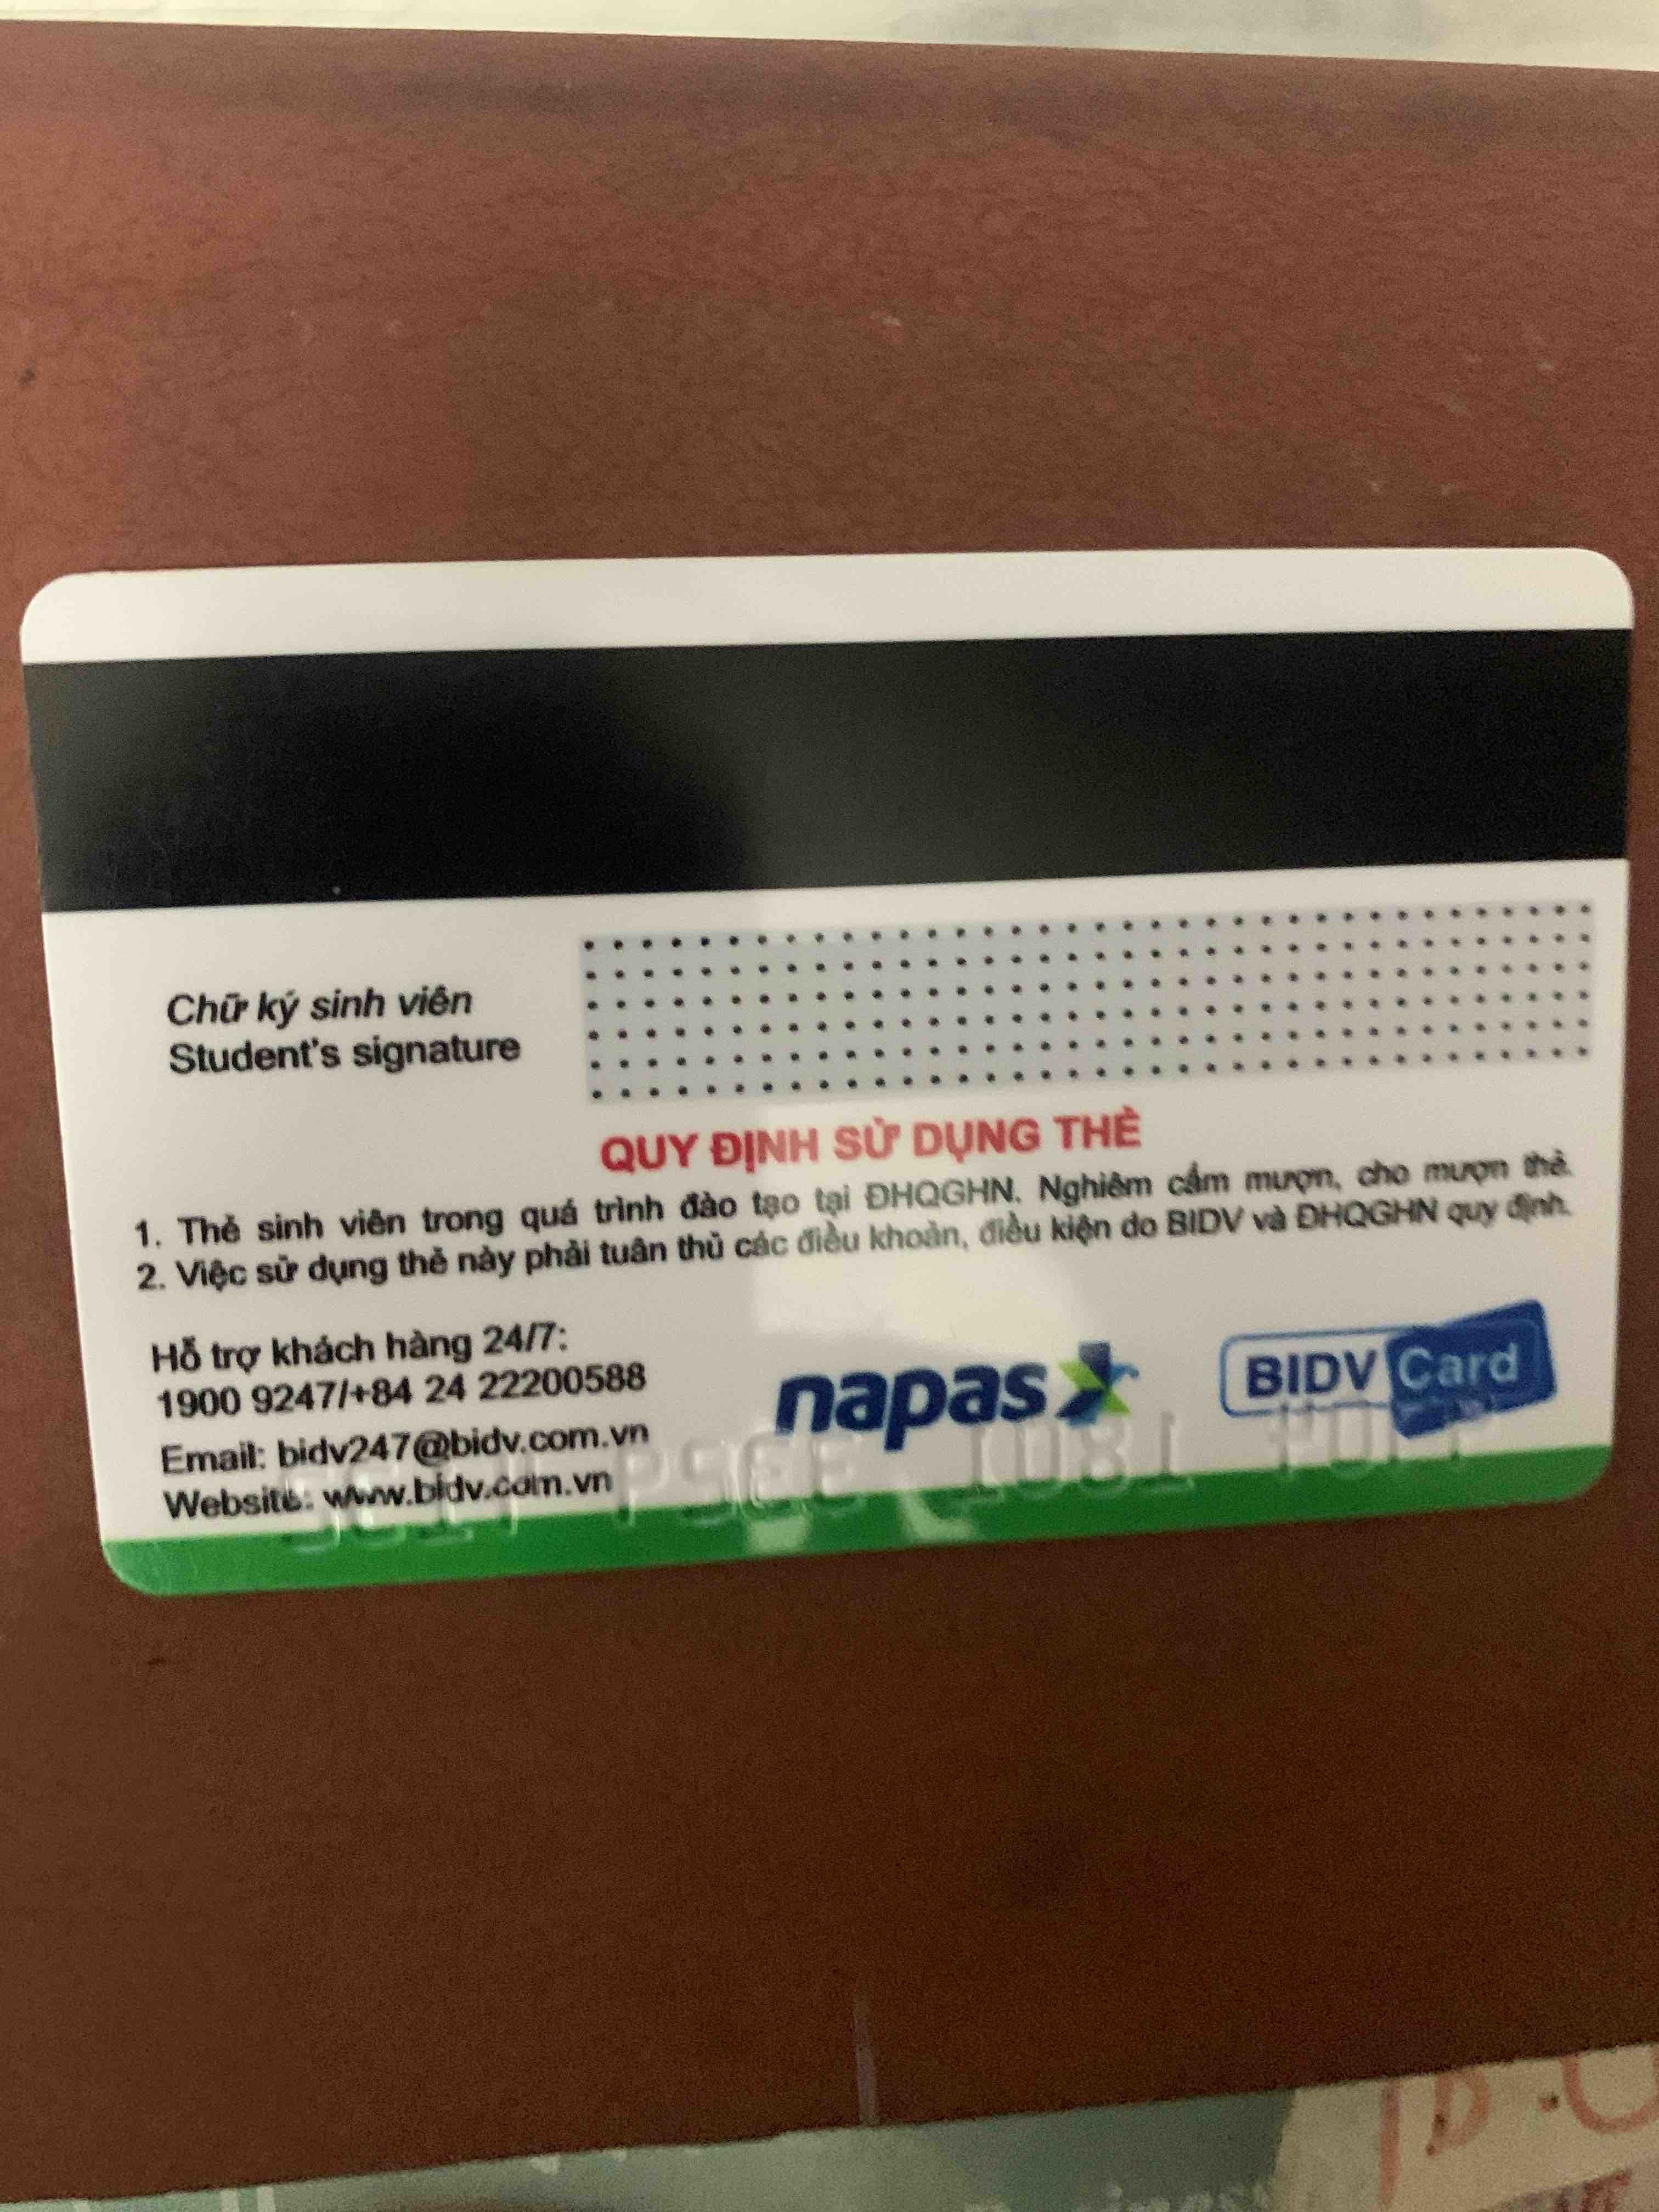 Chữ ký sinh viên
Student's signature
QUY ĐỊNH SỬ DỤNG THẺ
1. Thẻ sinh viên trong quá trình đào tạo tại ĐHQGHN. Nghiêm cấm mượn, cho mượn thẻ.
2. Việc sử dụng thẻ này phải tuân thủ các điều khoản, điều kiện do BIDV và ĐHQGHN quy định.
Hỗ trợ khách hàng 24/7:
1900 9247/+84 24 22200588
Email: bidv247@bidv.com.vn
Website: www.bidv.com.vn
napas
BIDV Card